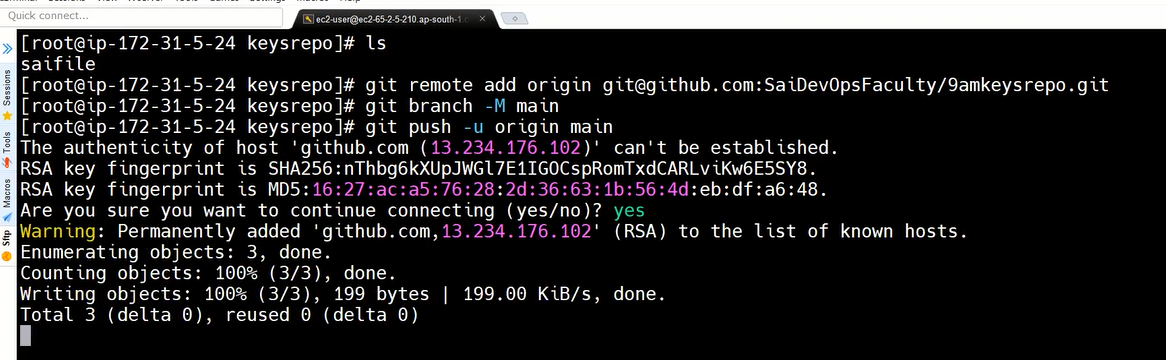 Quick connect...
ec2-user@ec2-65-2-5-210.ap-south-1.
Sessions
Tools
Macros
Sftp
[root@ip-172-31-5-24 keysrepo]# ls
saifile
[root@ip-172-31-5-24 keysrepo]# git remote add origin git@github.com:SaiDevOpsFaculty/9amkeysrepo.git
[root@ip-172-31-5-24 keysrepo]# git branch -M main
[root@ip-172-31-5-24 keysrepo]# git push -u origin main
The authenticity of host 'github.com (13.234.176.102)' can't be established.
RSA key fingerprint is SHA256:nThbg6kXUpJWGl7E1IGOCspRomTxdCARLviKw6E5SY8.
RSA key fingerprint is MD5:16:27:ac:a5:76:28:2d:36:63:1b:56:4d:eb:df:a6:48.
Are you sure you want to continue connecting (yes/no)? yes
Warning: Permanently added 'github.com,13.234.176.102' (RSA) to the list of known hosts.
Enumerating objects: 3, done.
Counting objects: 100% (3/3), done.
Writing objects: 100% (3/3), 199 bytes | 199.00 KiB/s, done.
Total 3 (delta 0), reused 0 (delta 0)